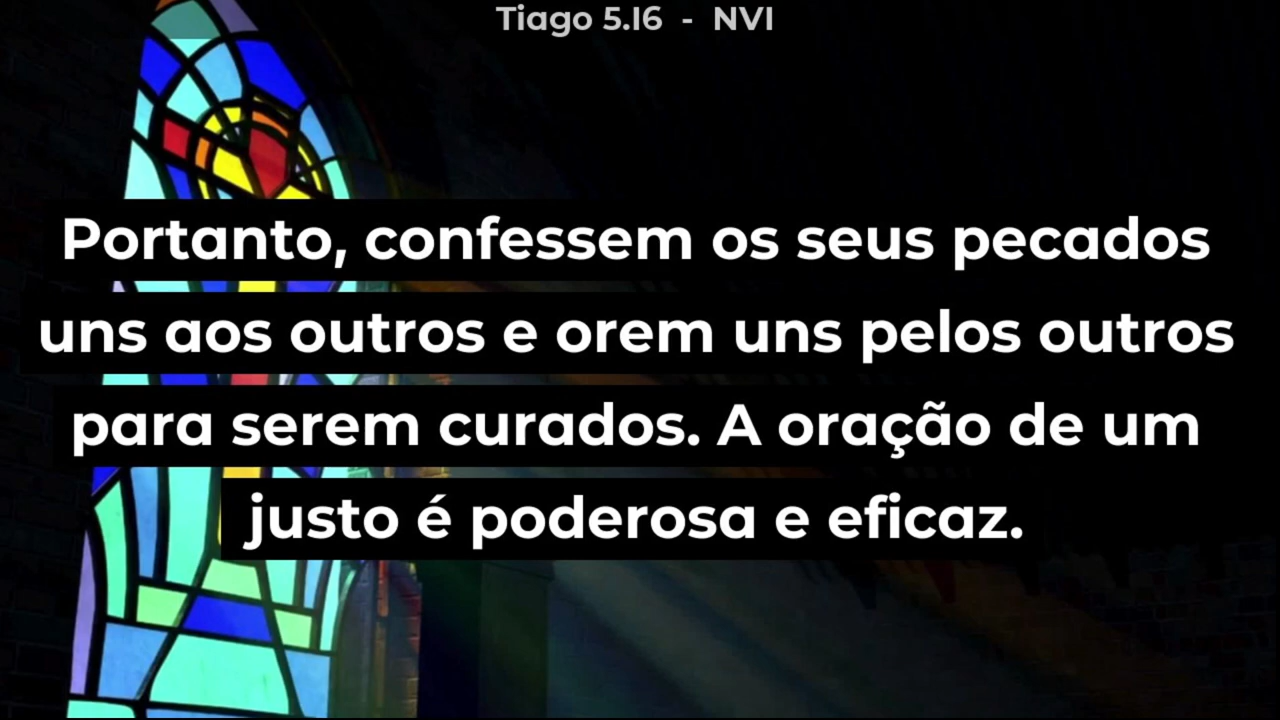 Tiago 5.16 - NVI
Portanto, confessem os seus pecados
uns aos outros e orem uns pelos outros
para serem curados. A oração de um
justo é poderosa e eficaz.